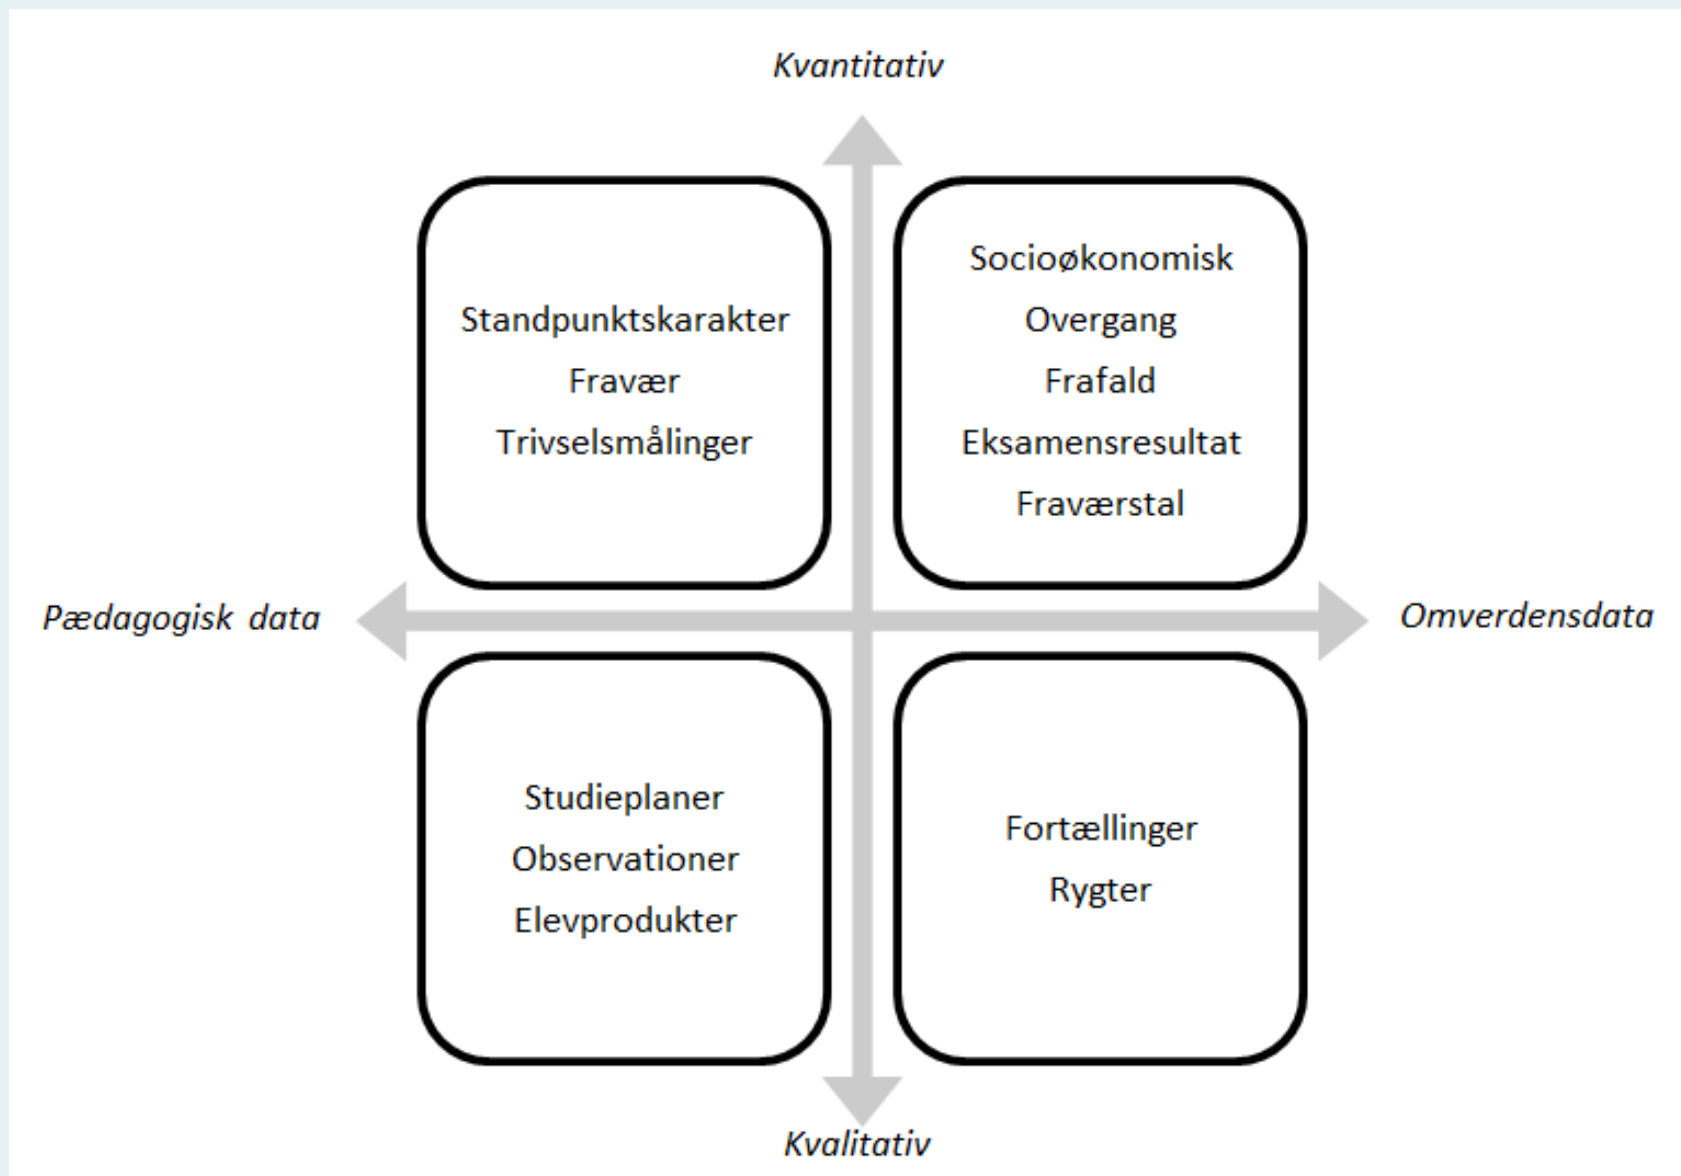 Kvantitativ
Standpunktskarakter
Fravær
Trivselsmålinger
Socioøkonomisk
Overgang
Frafald
Eksamensresultat
Fraværstal
Pædagogisk data
Omverdensdata
Studieplaner
Observationer
Elevprodukter
Fortællinger
Rygter
Kvalitativ